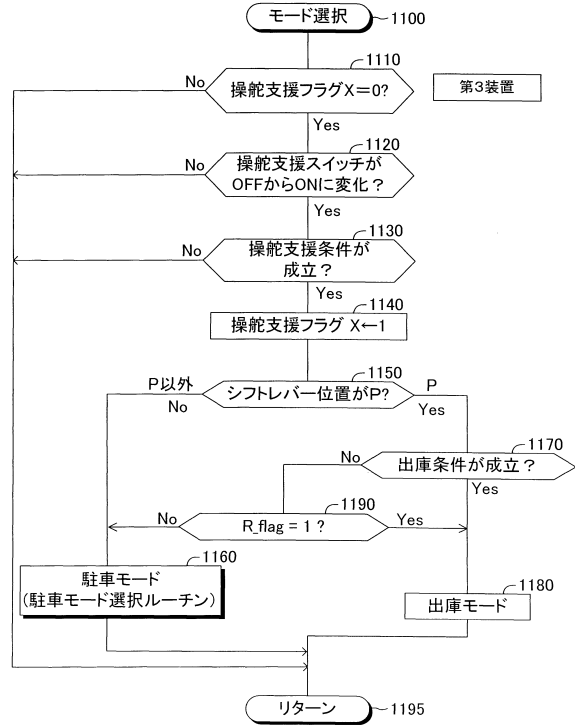 モード選択
1100
1110
No
操舵支援フラグX=0?
第3装置
Yes
1120
No
操舵支援スイッチが
OFFからONに変化?
Yes
1130
No
操舵支援条件が
成立?
Yes
1140
操舵支援フラグ X←1
1150
P以外
シフトレバー位置がP?
P
No
Yes
1170
No
出庫条件が成立?
Yes
1190
No
R_flag = 1 ?
Yes
1160
駐車モード
(駐車モード選択ルーチン)
1180
出庫モード
リターン
1195